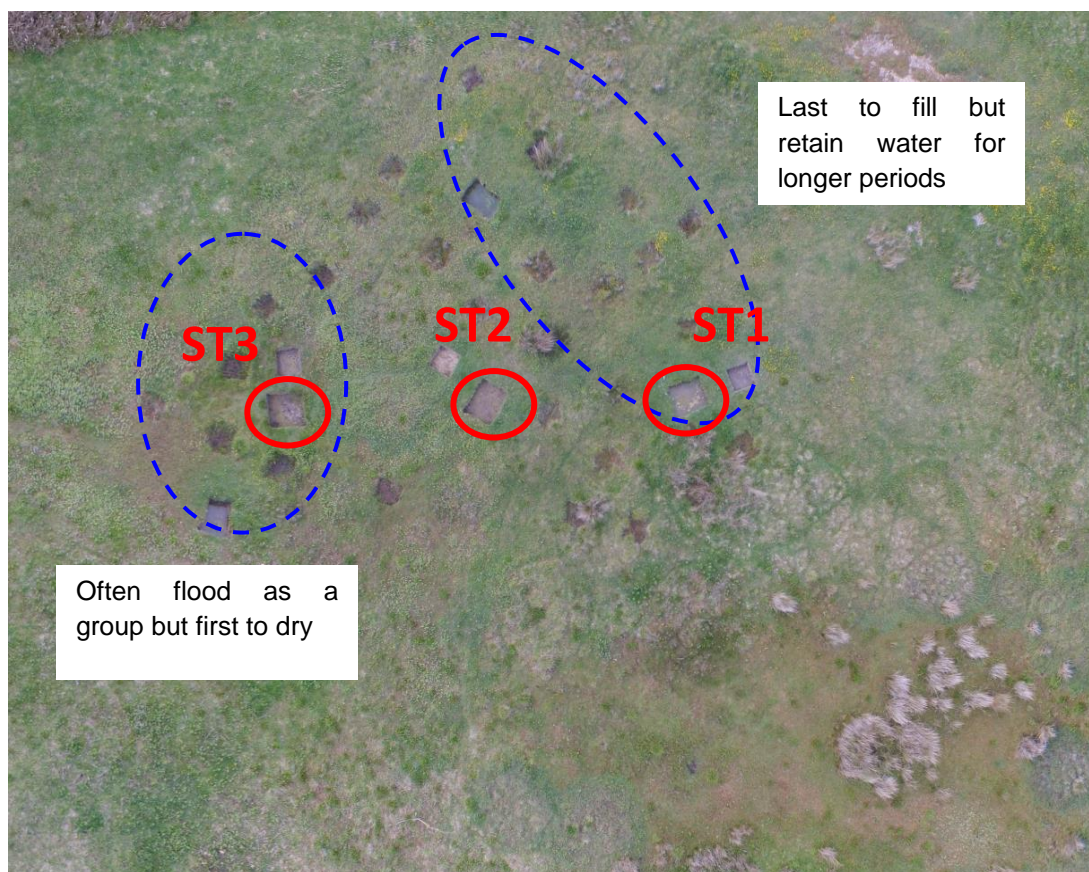 Last to fill but
retain water for
longer periods
ST3
ST2
ST1
Often flood as a
group but first to dry